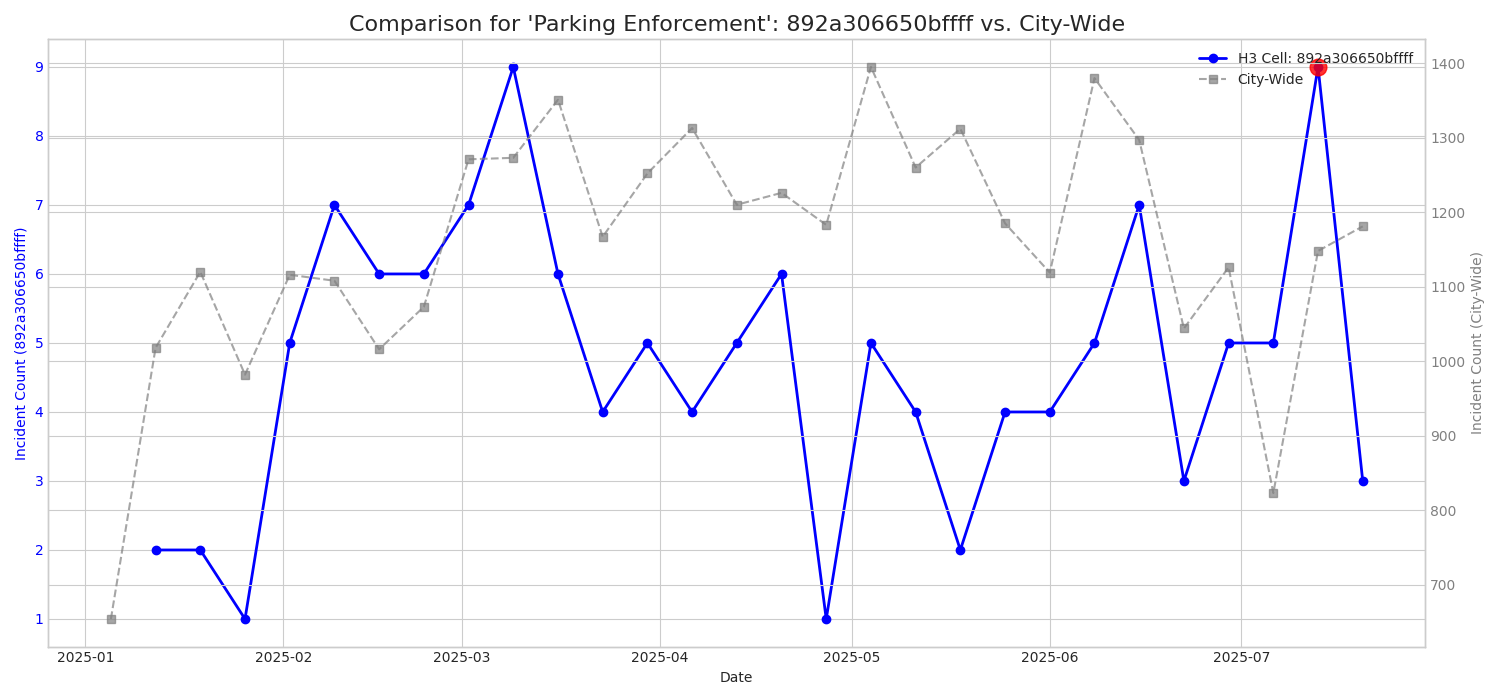 Comparison for 'Parking Enforcement': 892a306650bffff vs. City-Wide
H3 Cell: 892a306650bffff
City-Wide
Incident Count (892a306650bffff)
9
8
7
6
5
4
3
2
1
1400
1300
1200
1100
1000
900
800
700
Incident Count (City-Wide)
2025-01 2025-02 2025-03 2025-04 2025-05 2025-06 2025-07
Date